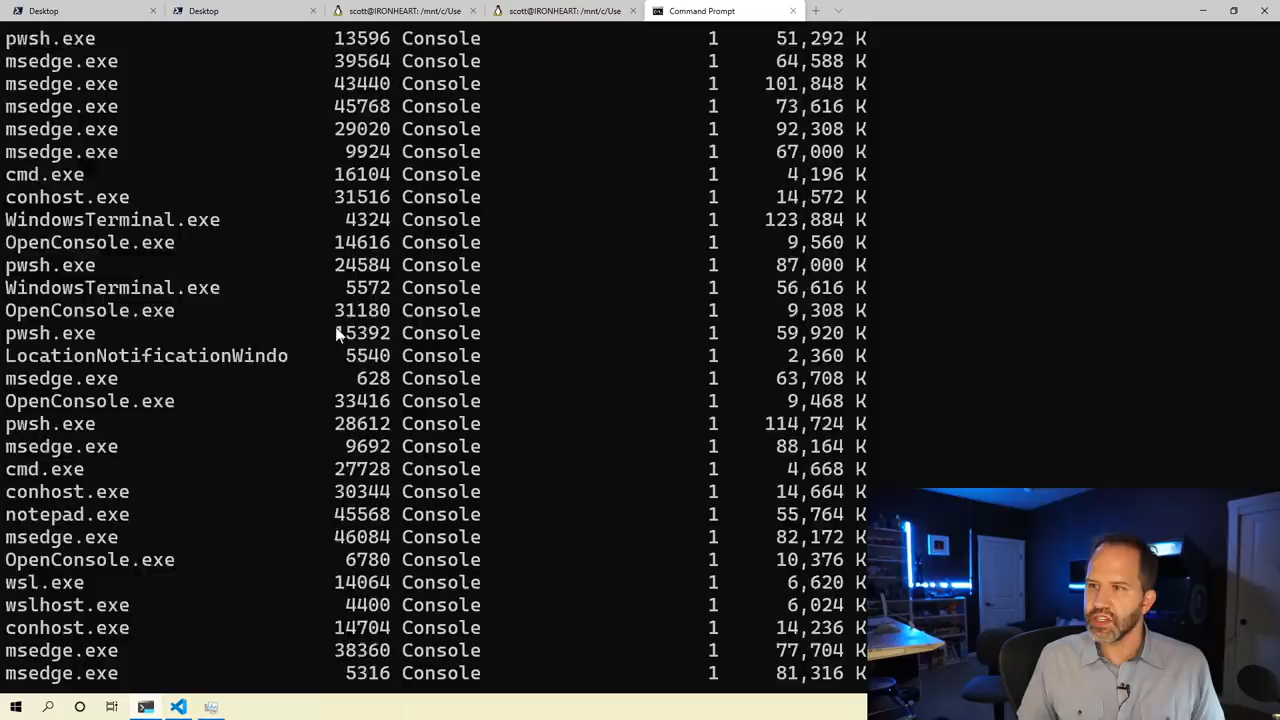 Desktop
Desktop
scott@IRONHEART: /mnt/c/Use
scott@IRONHEART: /mnt/c/Use
Command Prompt
pwsh.exe 13596 Console 1 51,292 K
msedge.exe 39564 Console 1 64,588 K
msedge.exe 43440 Console 1 101,848 K
msedge.exe 45768 Console 1 73,616 K
msedge.exe 29020 Console 1 92,308 K
msedge.exe 9924 Console 1 67,000 K
cmd.exe 16104 Console 1 4,196 K
conhost.exe 31516 Console 1 14,572 K
WindowsTerminal.exe 4324 Console 1 123,884 K
OpenConsole.exe 14616 Console 1 9,560 K
pwsh.exe 24584 Console 1 87,000 K
WindowsTerminal.exe 5572 Console 1 56,616 K
OpenConsole.exe 31180 Console 1 9,308 K
pwsh.exe 15392 Console 1 59,920 K
LocationNotificationWindo 5540 Console 1 2,360 K
msedge.exe 628 Console 1 63,708 K
OpenConsole.exe 33416 Console 1 9,468 K
pwsh.exe 28612 Console 1 114,724 K
msedge.exe 9692 Console 1 88,164 K
cmd.exe 27728 Console 1 4,668 K
conhost.exe 30344 Console 1 14,664 K
notepad.exe 45568 Console 1 55,764 K
msedge.exe 46084 Console 1 82,172 K
OpenConsole.exe 6780 Console 1 10,376 K
wsl.exe 14064 Console 1 6,620 K
wslhost.exe 4400 Console 1 6,024 K
conhost.exe 14704 Console 1 14,236 K
msedge.exe 38360 Console 1 77,704 K
msedge.exe 5316 Console 1 81,316 K